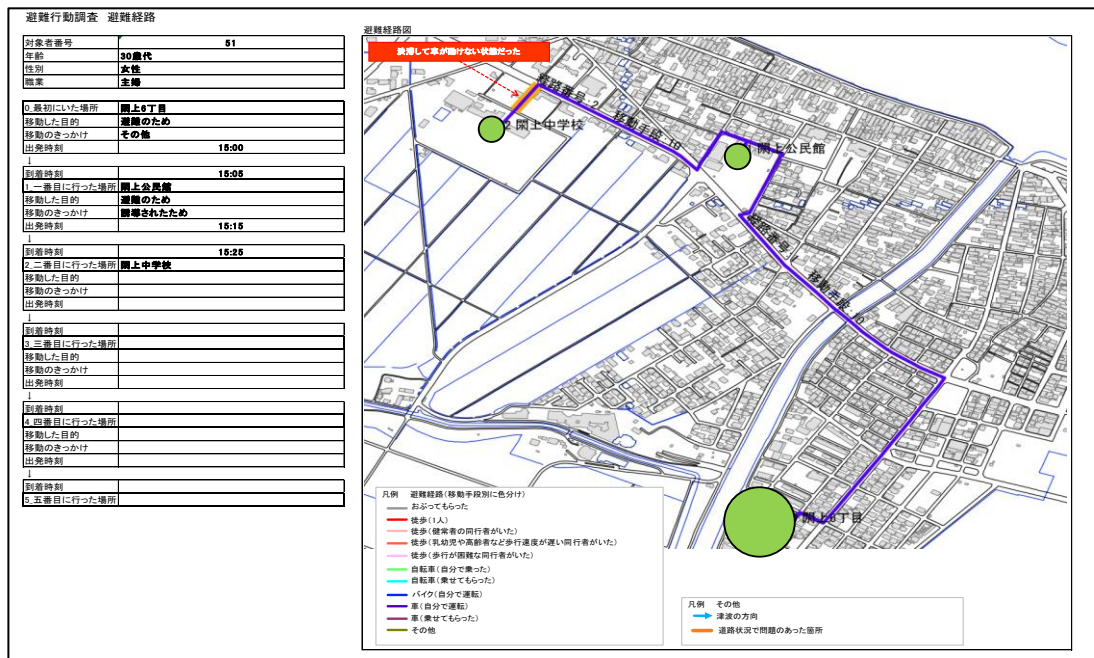 避難行動調査 避難経路
対象者番号 51
年齢 30歳代
性別 女性
職業 主婦
0_最初にいた場所 閖上6丁目
移動した目的 避難のため
移動のきっかけ その他
出発時刻 15:00
↓
到着時刻 15:05
1_一番目に行った場所 閖上公民館
移動した目的 避難のため
移動のきっかけ 誘導されたため
出発時刻 15:15
↓
到着時刻 15:25
2_二番目に行った場所 閖上中学校
移動した目的
移動のきっかけ
出発時刻
↓
到着時刻
3_三番目に行った場所
移動した目的
移動のきっかけ
出発時刻
↓
到着時刻
4_四番目に行った場所
移動した目的
移動のきっかけ
出発時刻
↓
到着時刻
5_五番目に行った場所
避難経路図
渋滞して車が動けない状態だった
経路番号:2
移動手段:10
2 閖上中学校
閖上公民館
経路番号:1
移動手段:10
閖上6丁目
凡例 避難経路(移動手段別に色分け)
おぶってもらった
徒歩(1人)
徒歩(健常者の同行者がいた)
徒歩(乳幼児や高齢者など歩行速度が遅い同行者がいた)
徒歩(歩行が困難な同行者がいた)
自転車(自分で乗った)
自転車(乗せてもらった)
バイク(自分で運転)
車(自分で運転)
車(乗せてもらった)
その他
凡例 その他
津波の方向
道路状況で問題のあった箇所